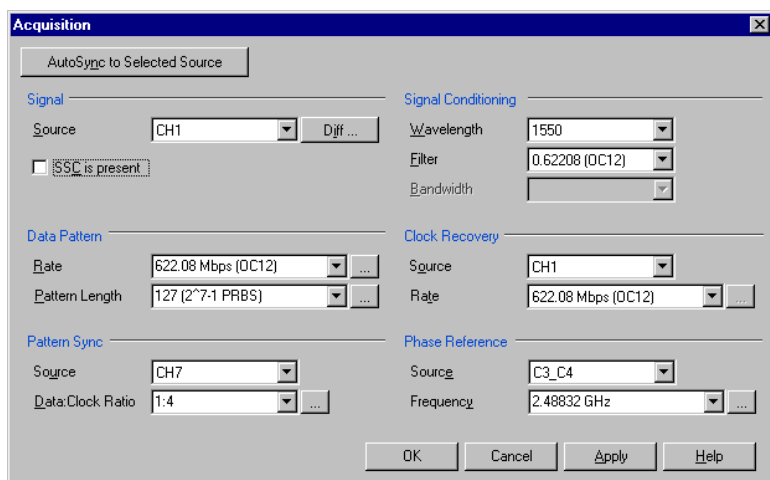 Acquisition
AutoSync to Selected Source
Signal
Source CH1 Diff ...
SSC is present
Signal Conditioning
Wavelength 1550
Filter 0.62208 (OC12)
Bandwidth
Data Pattern
Rate 622.08 Mbps (OC12) ...
Pattern Length 127 (2^7-1 PRBS) ...
Clock Recovery
Source CH1
Rate 622.08 Mbps (OC12) ...
Pattern Sync
Source CH7
Data:Clock Ratio 1:4 ...
Phase Reference
Source C3_C4
Frequency 2.48832 GHz ...
OK Cancel Apply Help